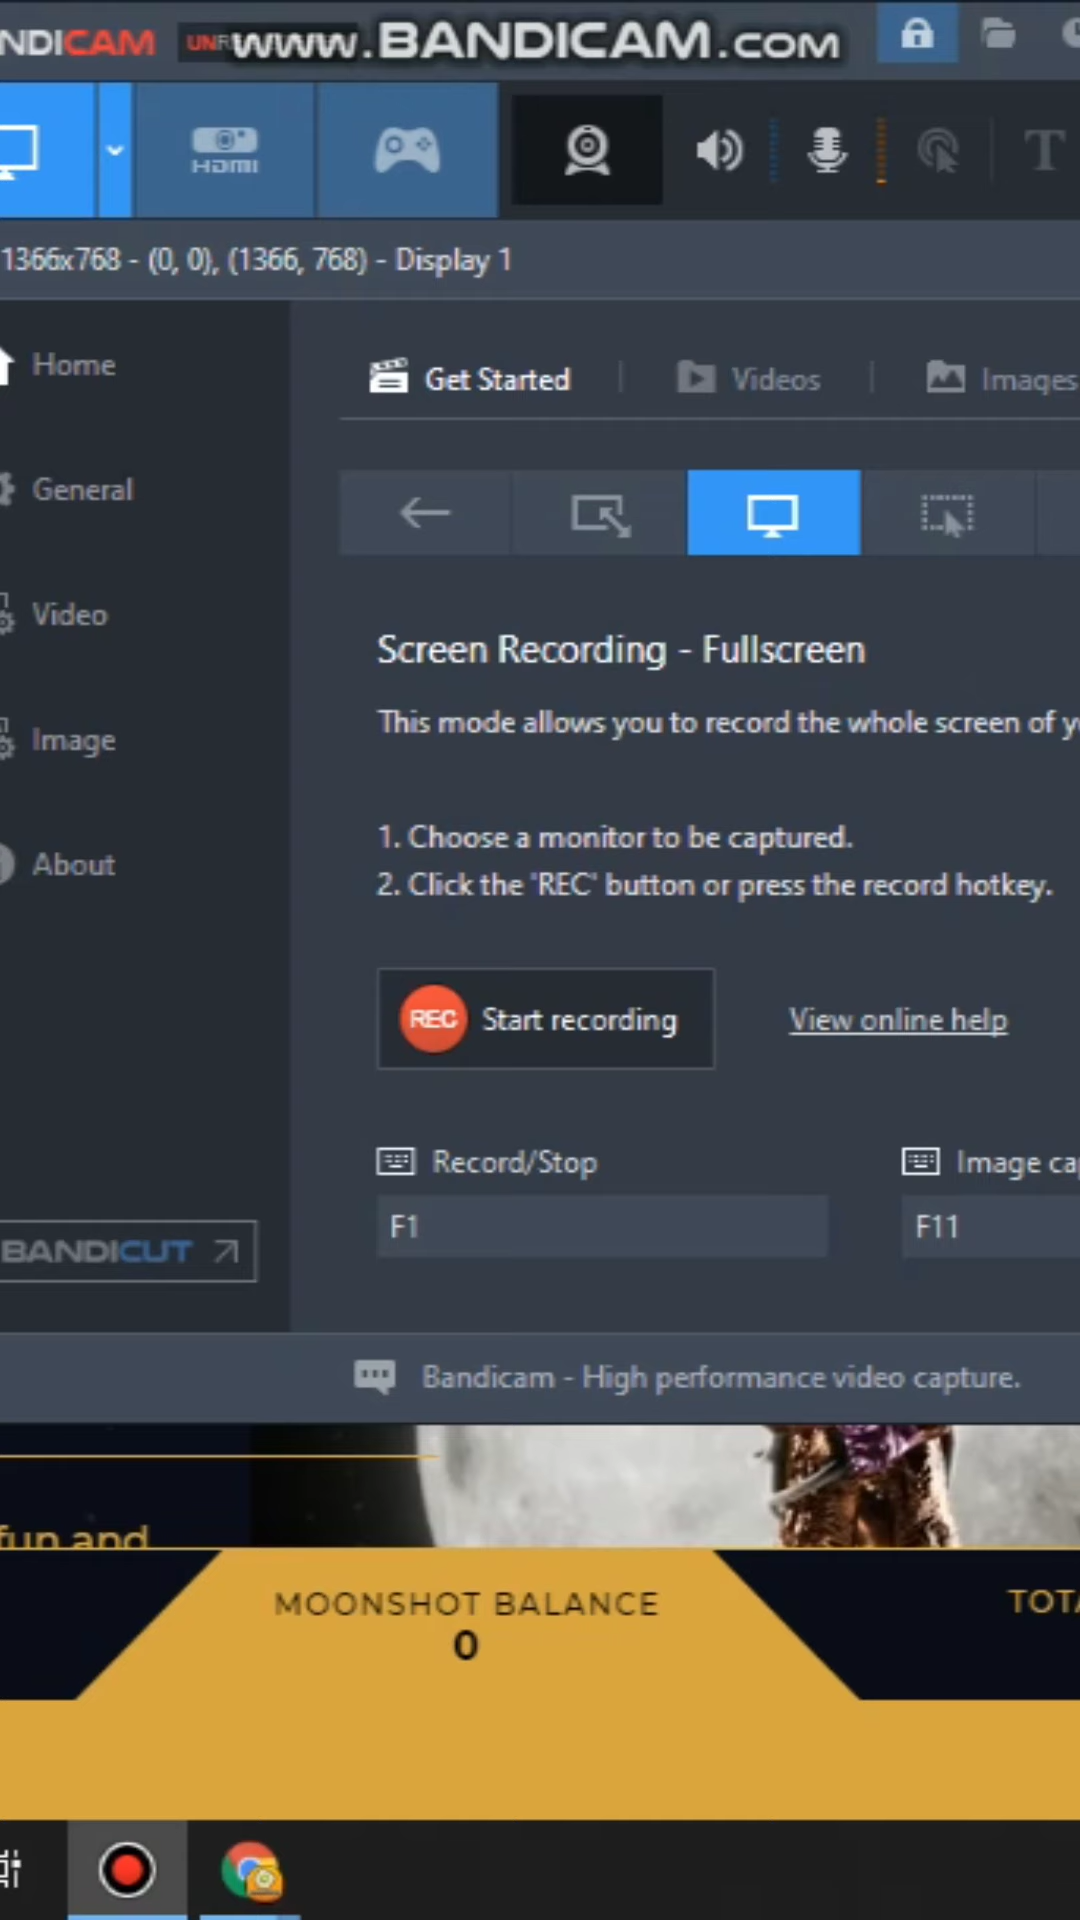 NDICAM
www.BANDICAM.com
HDMI
T
1366x768 - (0, 0), (1366, 768) - Display 1
Home
Get Started
Videos
Images
General
Video
Screen Recording - Fullscreen
This mode allows you to record the whole screen of
Image
1. Choose a monitor to be captured.
2. Click the 'REC' button or press the record hotkey.
About
REC Start recording
View online help
Record/Stop
Image
F1
F11
BANDICUT
Bandicam - High performance video capture.
fun and
MOONSHOT BALANCE
0